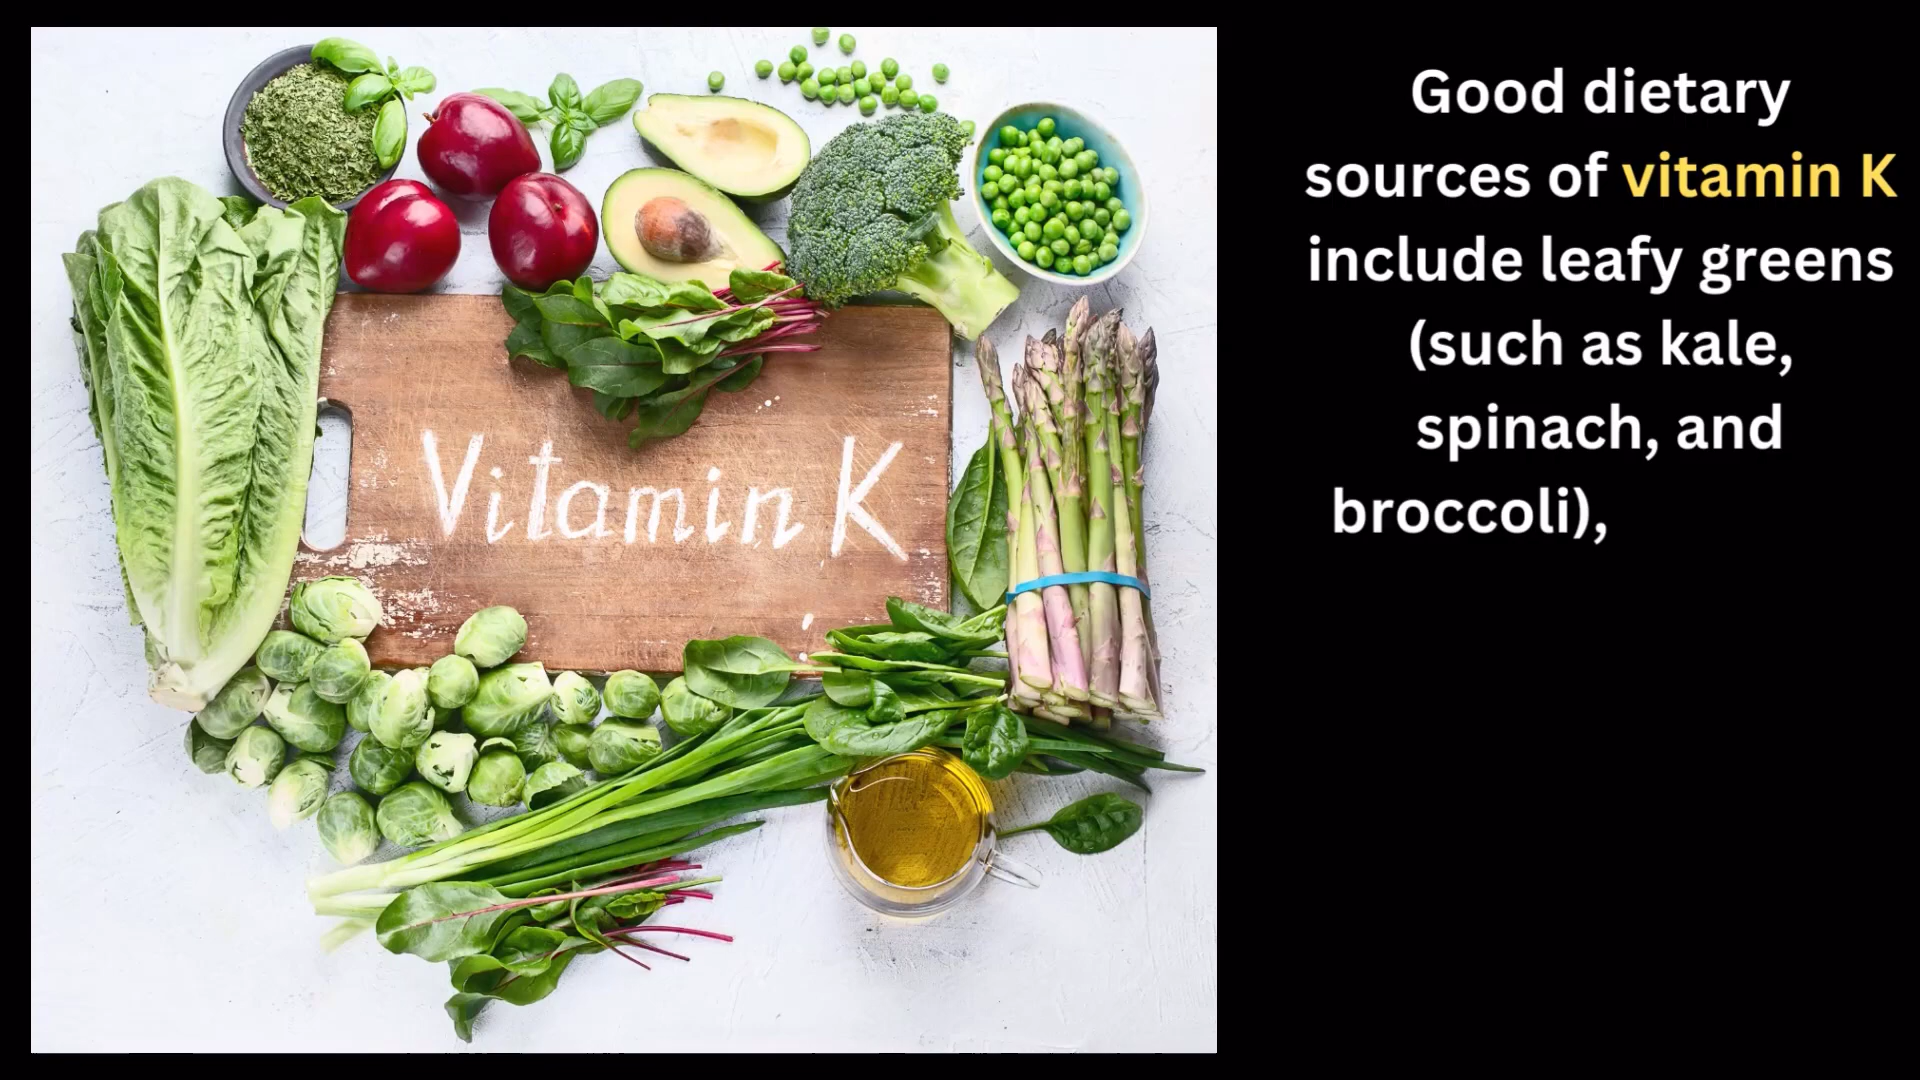 Vitamin K
Good dietary
sources of vitamin K
include leafy greens
(such as kale,
spinach, and
broccoli),